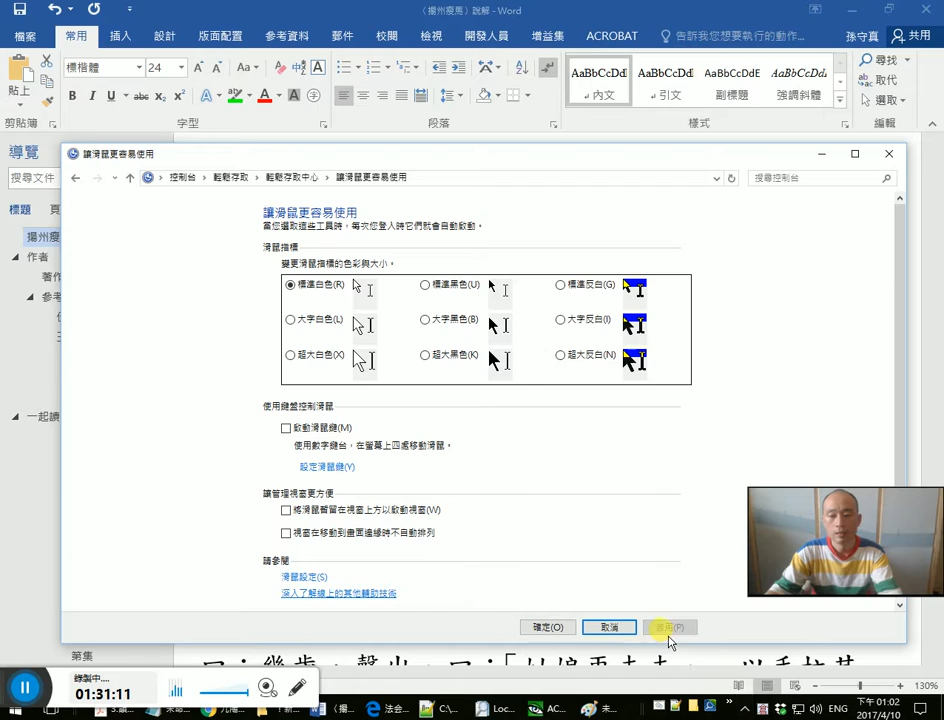 〈揚州瘦馬〉說解 - Word
檔案 常用 插入 設計 版面配置 參考資料 郵件 校閱 檢視 開發人員 增益集 ACROBAT 告訴我您想要執行的動作... 孫守真 共用
貼上 楷體 24 A A Aa A
B I U abc X₂ X² A A A
AaBbCcDd AaBbCcDd AaBbCcDd AaBbCcDd
內文 引文 副標題 強調斜體
尋找
取代
選取
剪貼簿 字型 段落 樣式 編輯
導覽
搜尋文件
標題 頁
揚州瘦
作者
著作
參考
一起讀
讓滑鼠更容易使用
控制台 輕鬆存取 輕鬆存取中心 讓滑鼠更容易使用 搜尋控制台
讓滑鼠更容易使用
當您選取這些工具時，每次您登入時它們就會自動啟動。
滑鼠指標
變更滑鼠指標的色彩與大小。
標準白色(R) 標準黑色(U) 標準反白(G)
大字白色(L) 大字黑色(B) 大字反白(I)
超大白色(X) 超大黑色(K) 超大反白(N)
使用鍵盤控制滑鼠
啟動滑鼠鍵(M)
使用數字鍵台，在螢幕上四處移動滑鼠。
設定滑鼠鍵(Y)
讓管理視窗更方便
將滑鼠暫留在視窗上方以啟動視窗(W)
視窗在移動到畫面邊緣時不自動排列
請參閱
滑鼠設定(S)
深入了解線上的其他輔助技術
確定(O) 取消 套用(P)
第集
錄製中....
01:31:11
130%
法會... C:\... Loc... AC... 未...
下午 01:02
2017/4/10